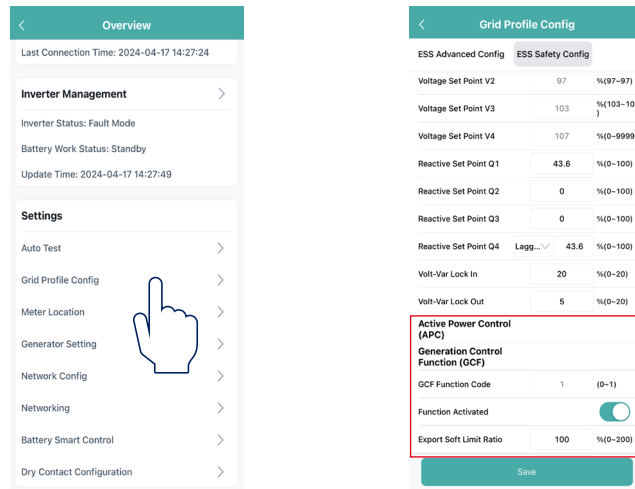 Overview
Last Connection Time: 2024-04-17 14:27:24
Inverter Management
Inverter Status: Fault Mode
Battery Work Status: Standby
Update Time: 2024-04-17 14:27:49
Settings
Auto Test
Grid Profile Config
Meter Location
Generator Setting
Network Config
Networking
Battery Smart Control
Dry Contact Configuration
Grid Profile Config
ESS Advanced Config ESS Safety Config
Voltage Set Point V2 97 %(97~97)
Voltage Set Point V3 103 %(103~10
)
Voltage Set Point V4 107 %(0~9999
Reactive Set Point Q1 43.6 %(0~100)
Reactive Set Point Q2 0 %(0~100)
Reactive Set Point Q3 0 %(0~100)
Reactive Set Point Q4 Lagg... 43.6 %(0~100)
Volt-Var Lock In 20 %(0~20)
Volt-Var Lock Out 5 %(0~20)
Active Power Control
(APC)
Generation Control
Function (GCF)
GCF Function Code 1 (0~1)
Function Activated
Export Soft Limit Ratio 100 %(0~200)
Save